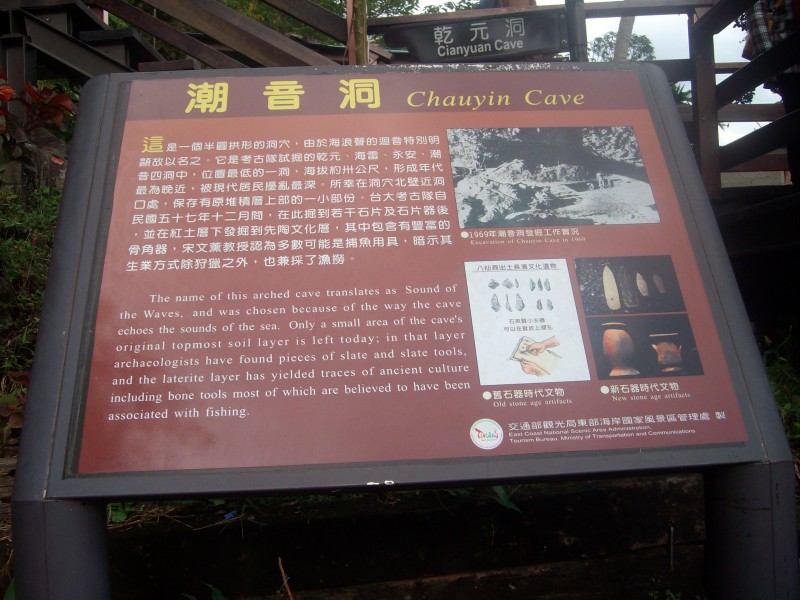 乾元洞
Cianyuan Cave
潮音洞 Chauyin Cave
這是一個半圓拱形的洞穴，由於海浪聲的迴音特別明
顯故以名之。它是考古隊試掘的乾元、海雷、永安、潮
音四洞中，位置最低的一洞，海拔約卅公尺，形成年代
最為晚近，被現代居民擾亂最深。所幸在洞穴北壁近洞
口處，保存有原堆積層上部的一小部份。台大考古隊自
民國五十七年十二月間，在此掘到若干石片及石片器後
，並在紅土層下發掘到先陶文化層，其中包含有豐富的
骨角器，宋文薰教授認為多數可能是捕魚用具，暗示其
生業方式除狩獵之外，也兼採了漁撈。
The name of this arched cave translates as Sound of
the Waves, and was chosen because of the way the cave
echoes the sounds of the sea. Only a small area of the cave's
original topmost soil layer is left today; in that layer
archaeologists have found pieces of slate and slate tools,
and the laterite layer has yielded traces of ancient culture
including bone tools most of which are believed to have been
associated with fishing.
●1969年潮音洞發掘工作實況
Excavation of Chauyin Cave in 1969
八仙洞出土長濱文化遺物
石英質小尖器
●舊石器時代文物
Old stone age artifacts
●新石器時代文物
New stone age artifacts
交通部觀光局東部海岸國家風景區管理處 製
East Coast National Scenic Area Administration,
Tourism Bureau, Ministry of Transportation and Communications